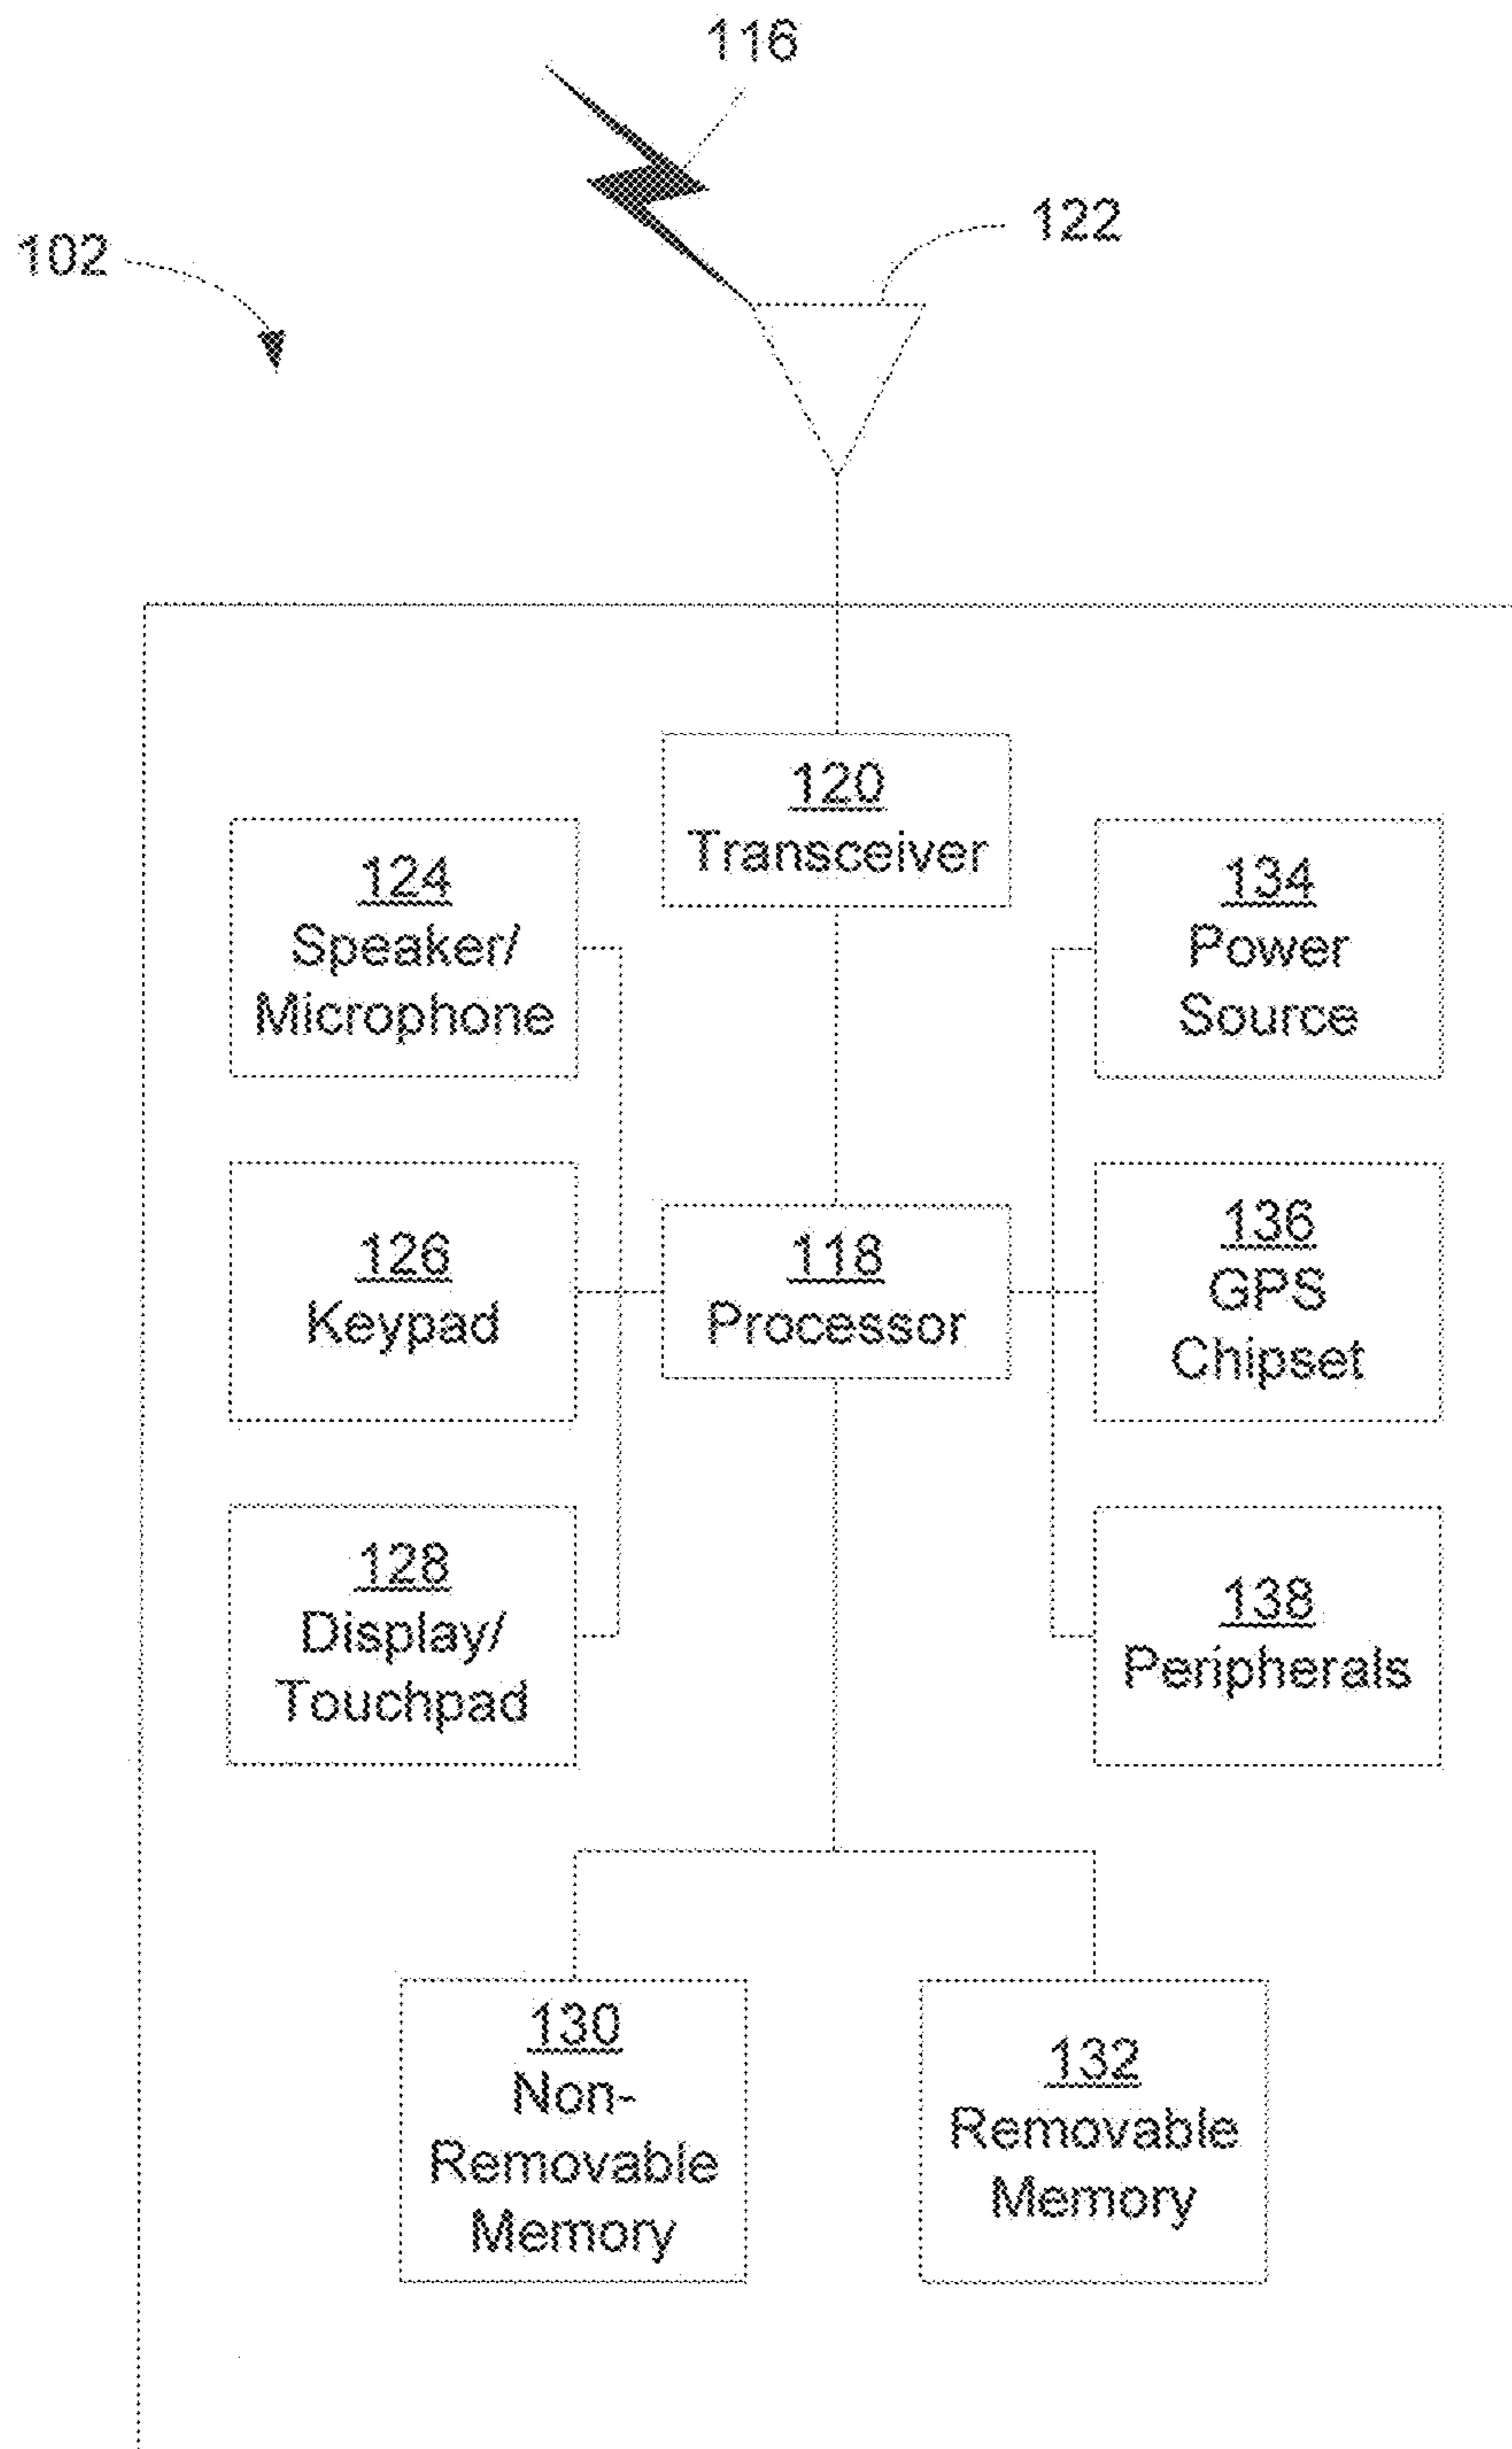 116
122
102
120
Transceiver
124
Speaker/
Microphone
134
Power
Source
126
Keypad
118
Processor
136
GPS
Chipset
128
Display/
Touchpad
138
Peripherals
130
Non-
Removable
Memory
132
Removable
Memory